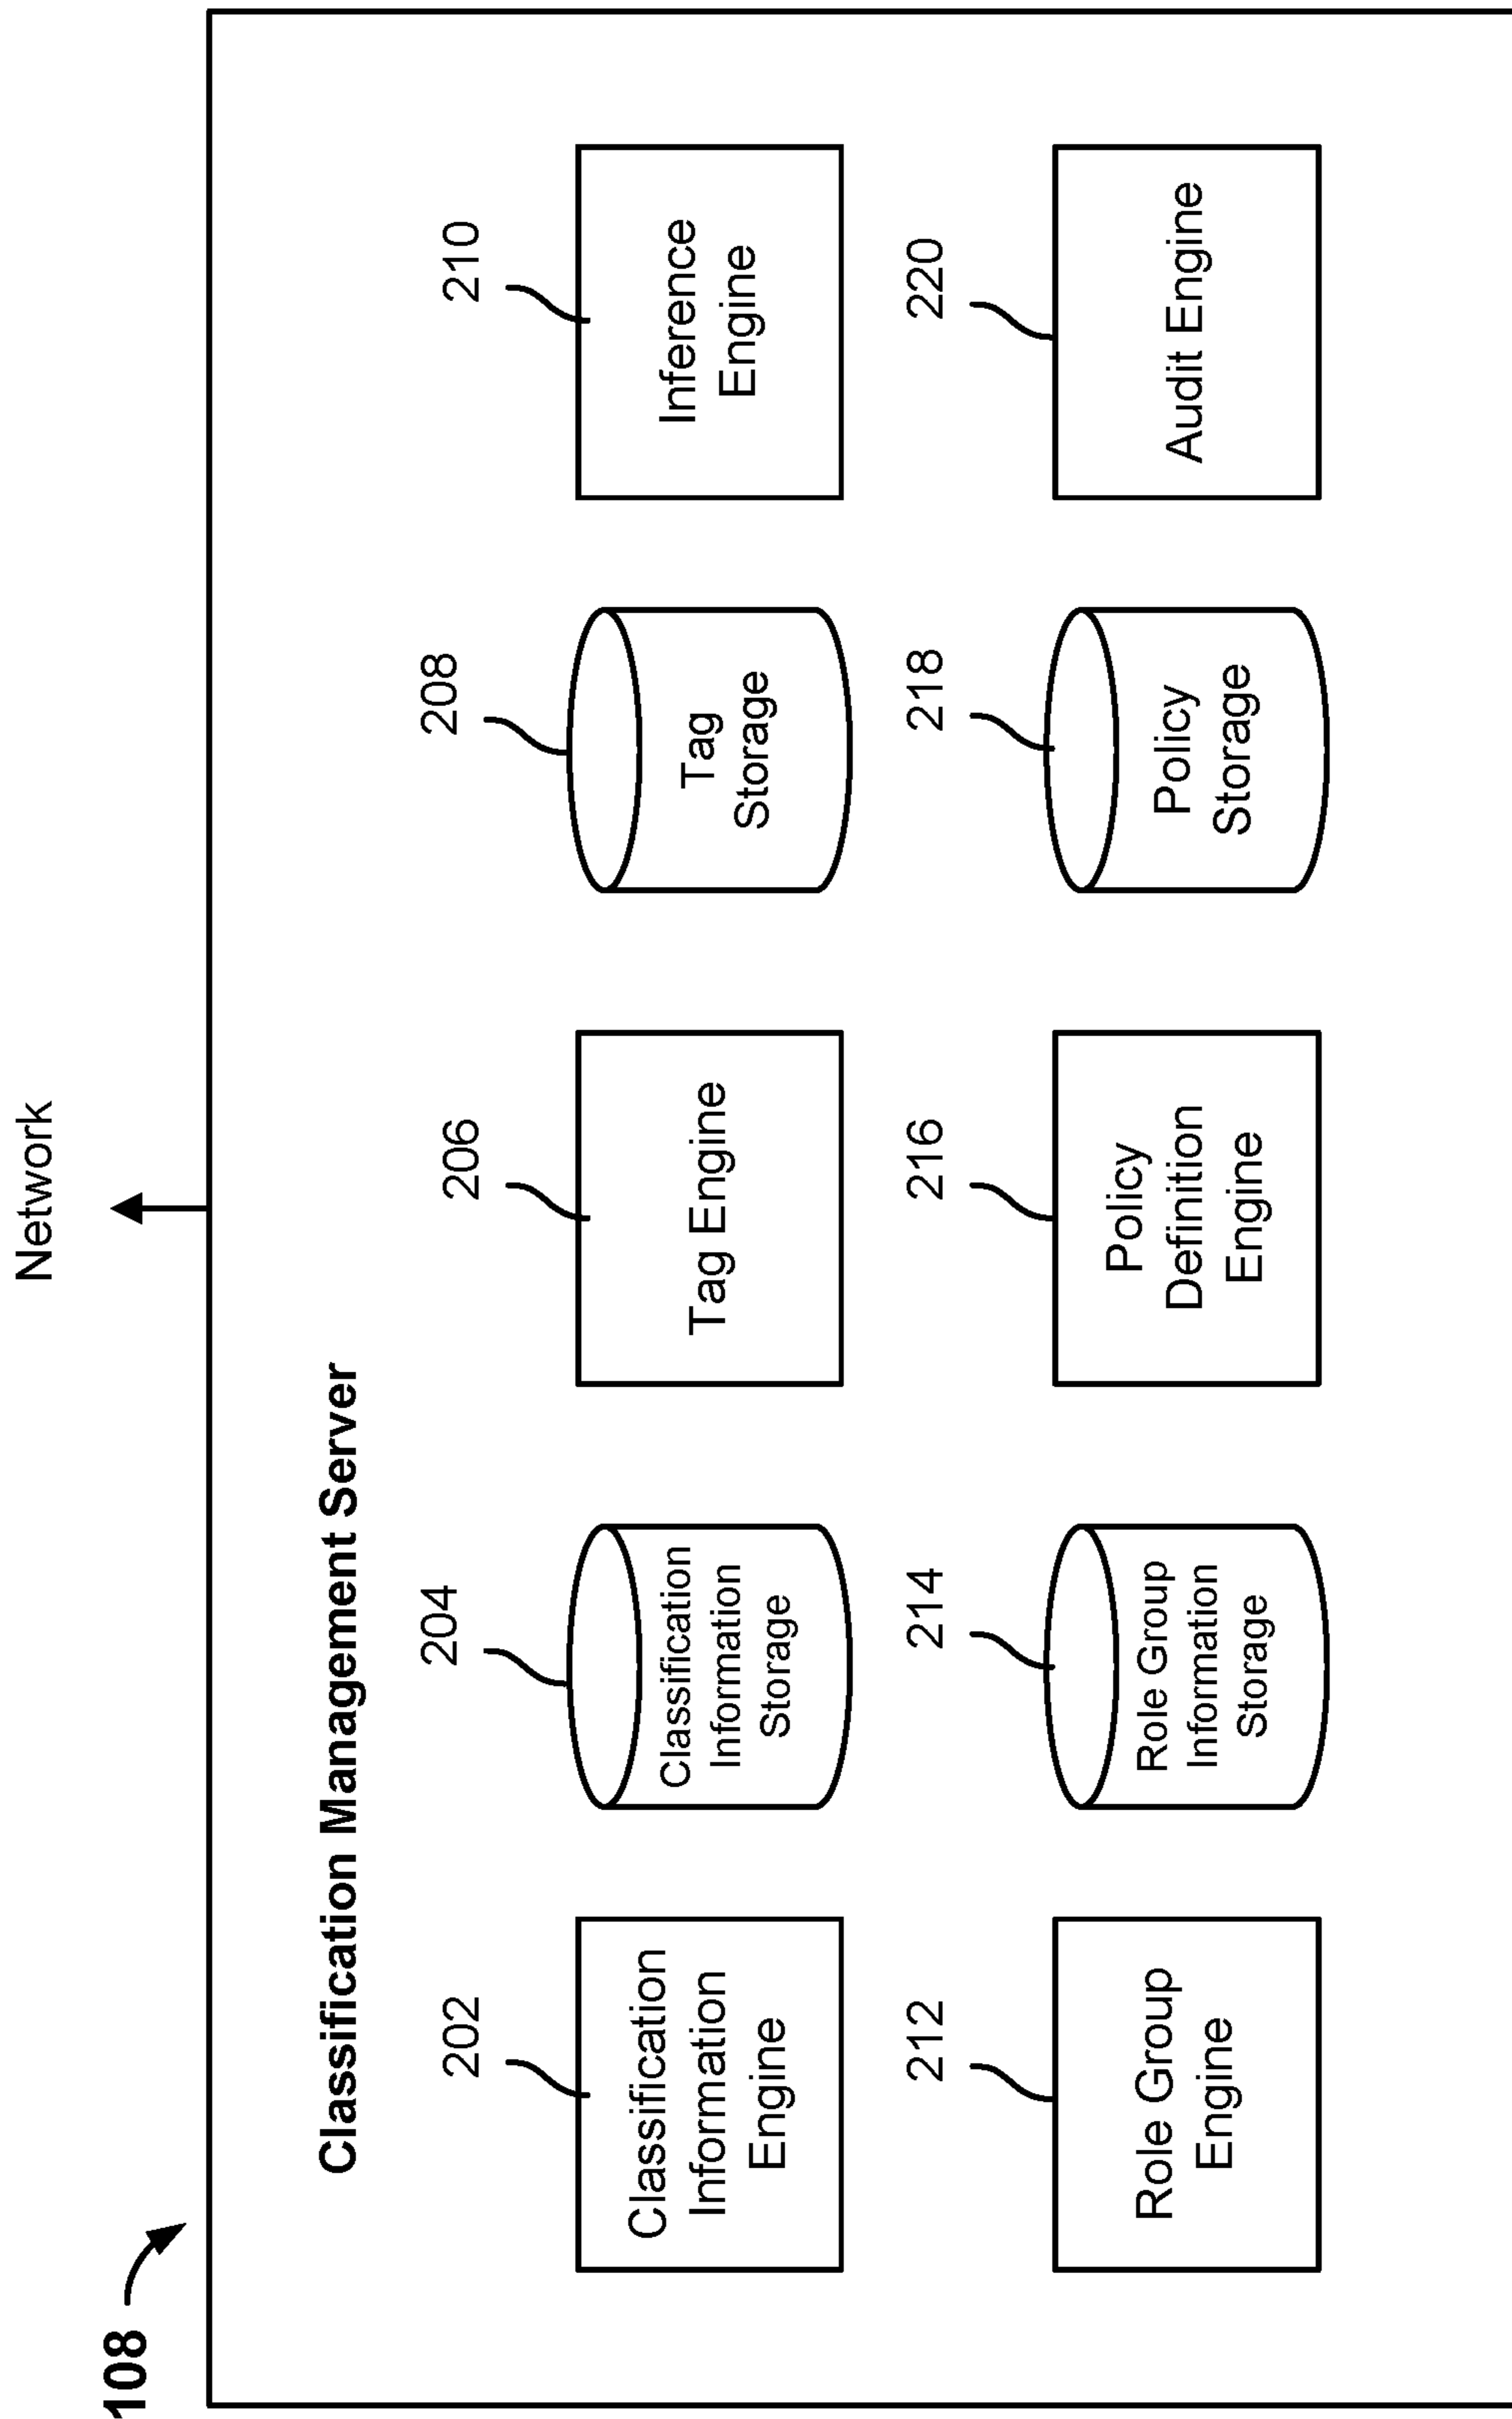 Network
108
Classification Management Server
202
204
206
208
210
Classification
Information
Engine
Classification
Information
Storage
Tag Engine
Tag
Storage
Inference
Engine
212
214
216
218
220
Role Group
Engine
Role Group
Information
Storage
Policy
Definition
Engine
Policy
Storage
Audit Engine